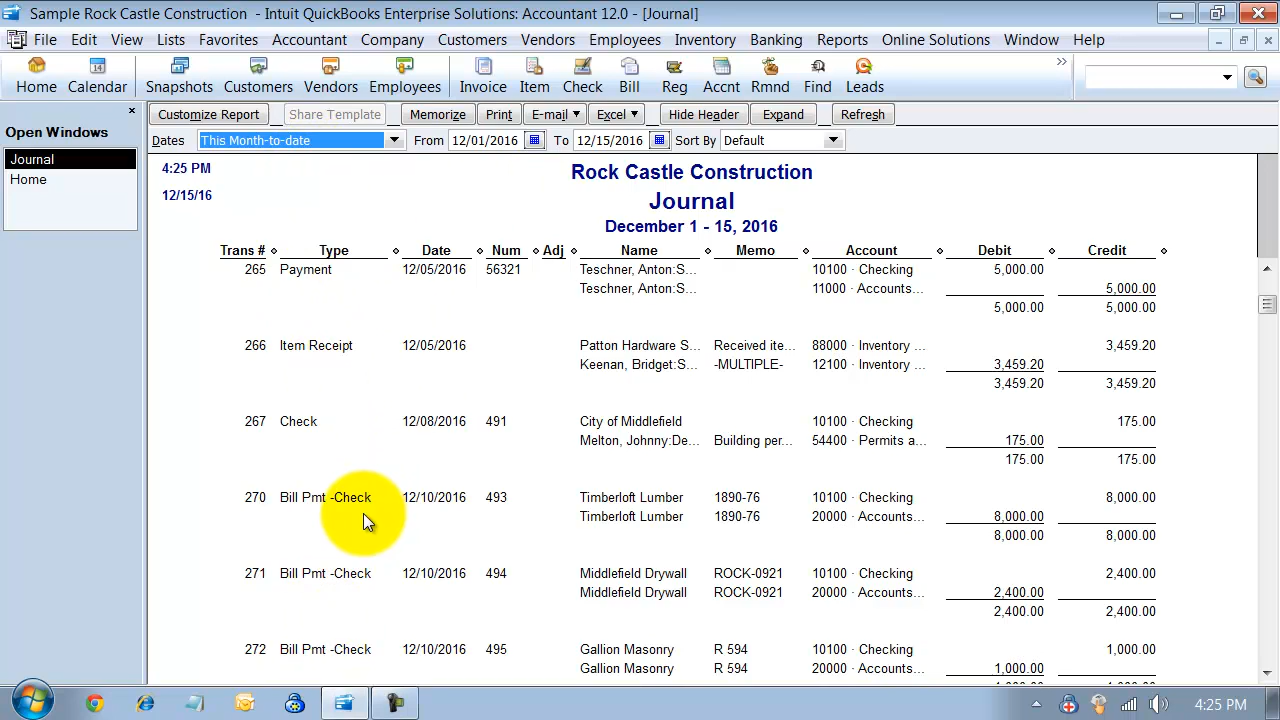 Sample Rock Castle Construction - Intuit QuickBooks Enterprise Solutions: Accountant 12.0 - [Journal]
File Edit View Lists Favorites Accountant Company Customers Vendors Employees Inventory Banking Reports Online Solutions Window Help
Home Calendar Snapshots Customers Vendors Employees Invoice Item Check Bill Reg Accnt Rmnd Find Leads
Open Windows
Journal
Home
Customize Report Share Template Memorize Print E-mail Excel Hide Header Expand Refresh
Dates This Month-to-date From 12/01/2016 To 12/15/2016 Sort By Default
4:25 PM
12/15/16
Rock Castle Construction
Journal
December 1 - 15, 2016
Trans # Type Date Num Adj Name Memo Account Debit Credit
265 Payment 12/05/2016 56321 Teschner, Anton:S... 10100 · Checking 5,000.00
Teschner, Anton:S... 11000 · Accounts... 5,000.00
5,000.00 5,000.00
266 Item Receipt 12/05/2016 Patton Hardware S... Received ite... 88000 · Inventory ... 3,459.20
Keenan, Bridget:S... -MULTIPLE- 12100 · Inventory ... 3,459.20
3,459.20 3,459.20
267 Check 12/08/2016 491 City of Middlefield 10100 · Checking 175.00
Melton, Johnny:De... Building per... 54400 · Permits a... 175.00
175.00 175.00
270 Bill Pmt -Check 12/10/2016 493 Timberloft Lumber 1890-76 10100 · Checking 8,000.00
Timberloft Lumber 1890-76 20000 · Accounts... 8,000.00
8,000.00 8,000.00
271 Bill Pmt -Check 12/10/2016 494 Middlefield Drywall ROCK-0921 10100 · Checking 2,400.00
Middlefield Drywall ROCK-0921 20000 · Accounts... 2,400.00
2,400.00 2,400.00
272 Bill Pmt -Check 12/10/2016 495 Gallion Masonry R 594 10100 · Checking 1,000.00
Gallion Masonry R 594 20000 · Accounts... 1,000.00
4:25 PM